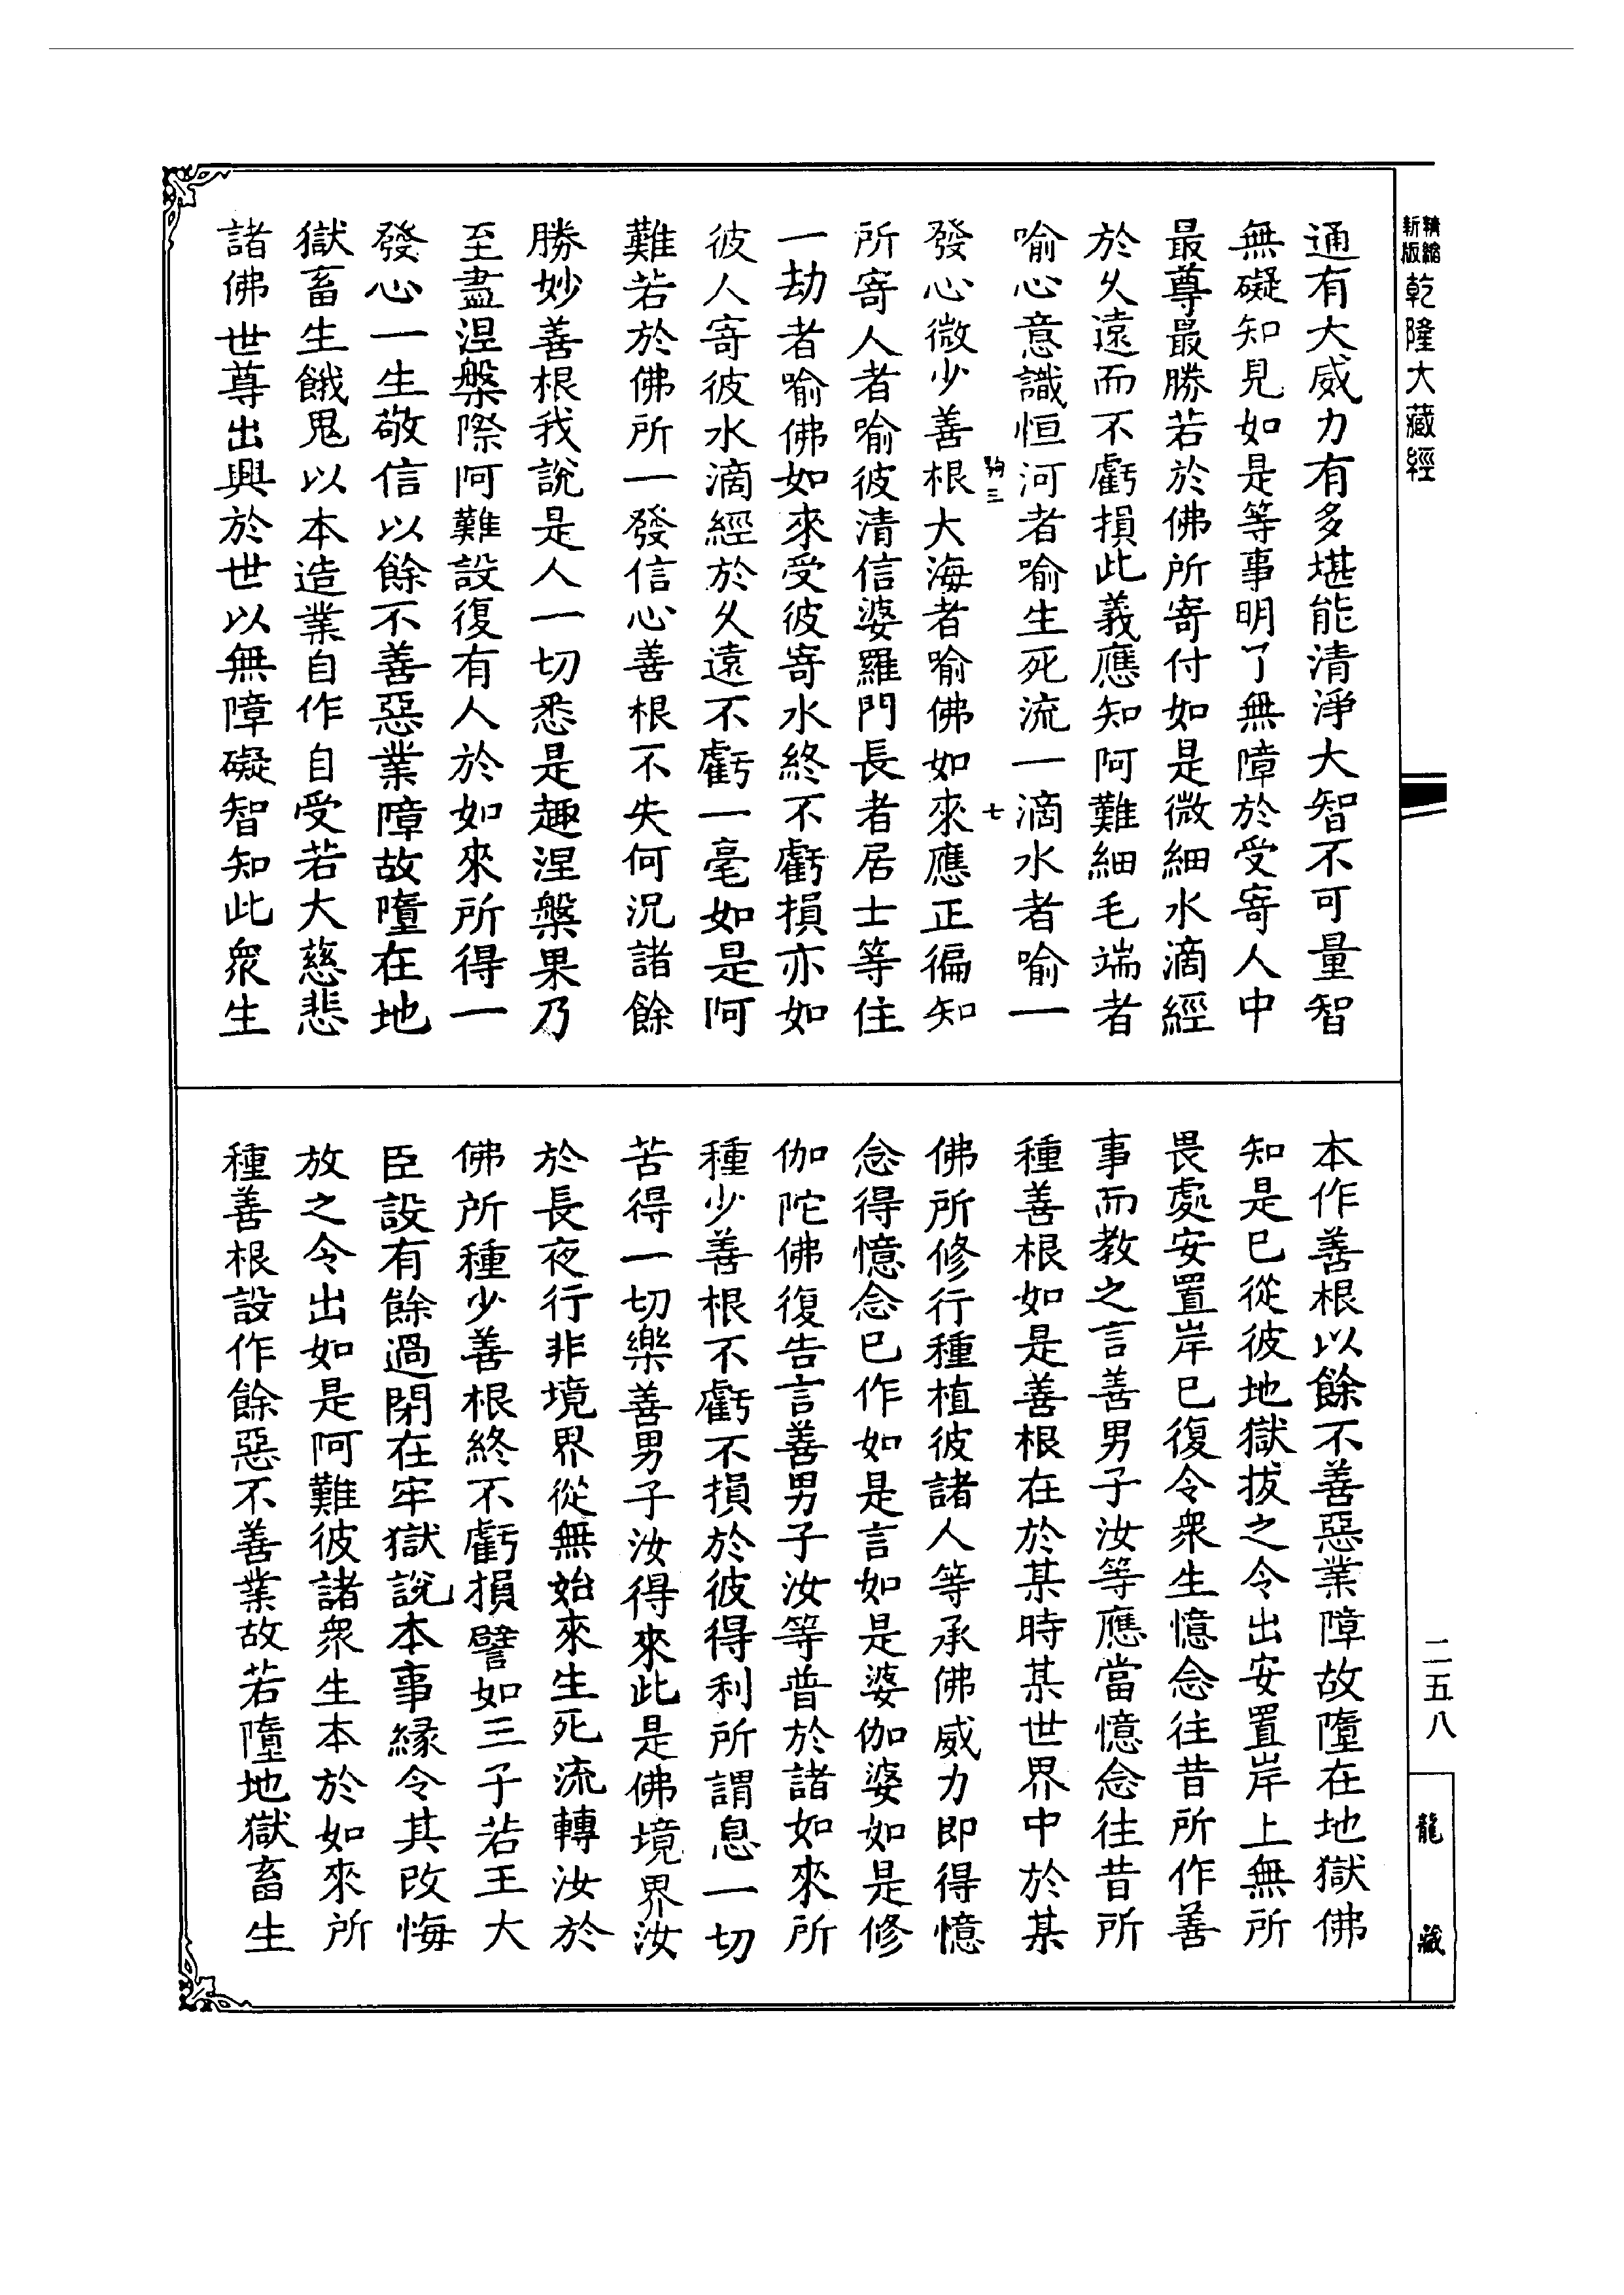 精縮新版乾隆大藏經
通有大威力有多堪能清淨大智不可量智
無礙知見如是等事明了無障於受寄人中
最尊最勝若於佛所寄付如是微細水滴經
於久遠而不虧損此義應知阿難細毛端者
喻心意識恒河者喻生死流一滴水者喻一
駒三　七
發心微少善根大海者喻佛如來應正徧知
所寄人者喻彼清信婆羅門長者居士等住
一劫者喻佛如來受彼寄水終不虧損亦如
彼人寄彼水滴經於久遠不虧一毫如是阿
難若於佛所一發信心善根不失何況諸餘
勝妙善根我說是人一切悉是趣涅槃果乃
至盡涅槃際阿難設復有人於如來所得一
發心一生敬信以餘不善惡業障故墮在地
獄畜生餓鬼以本造業自作自受若大慈悲
諸佛世尊出興於世以無障礙智知此眾生
本作善根以餘不善惡業障故墮在地獄佛
知是已從彼地獄拔之令出安置岸上無所
畏處安置岸已復令眾生憶念往昔所作善
事而教之言善男子汝等應當憶念往昔所
種善根如是善根在於某時某世界中於某
佛所修行種植彼諸人等承佛威力即得憶
念得憶念已作如是言如是婆伽婆如是修
伽陀佛復告言善男子汝等普於諸如來所
種少善根不虧不損於彼得利所謂息一切
苦得一切樂善男子汝得來此是佛境界汝
於長夜行非境界從無始來生死流轉汝於
佛所種少善根終不虧損譬如三子若王大
臣設有餘過閉在牢獄說本事緣令其改悔
放之令出如是阿難彼諸眾生本於如來所
種善根設作餘惡不善業故若墮地獄畜生
二五八
龍藏